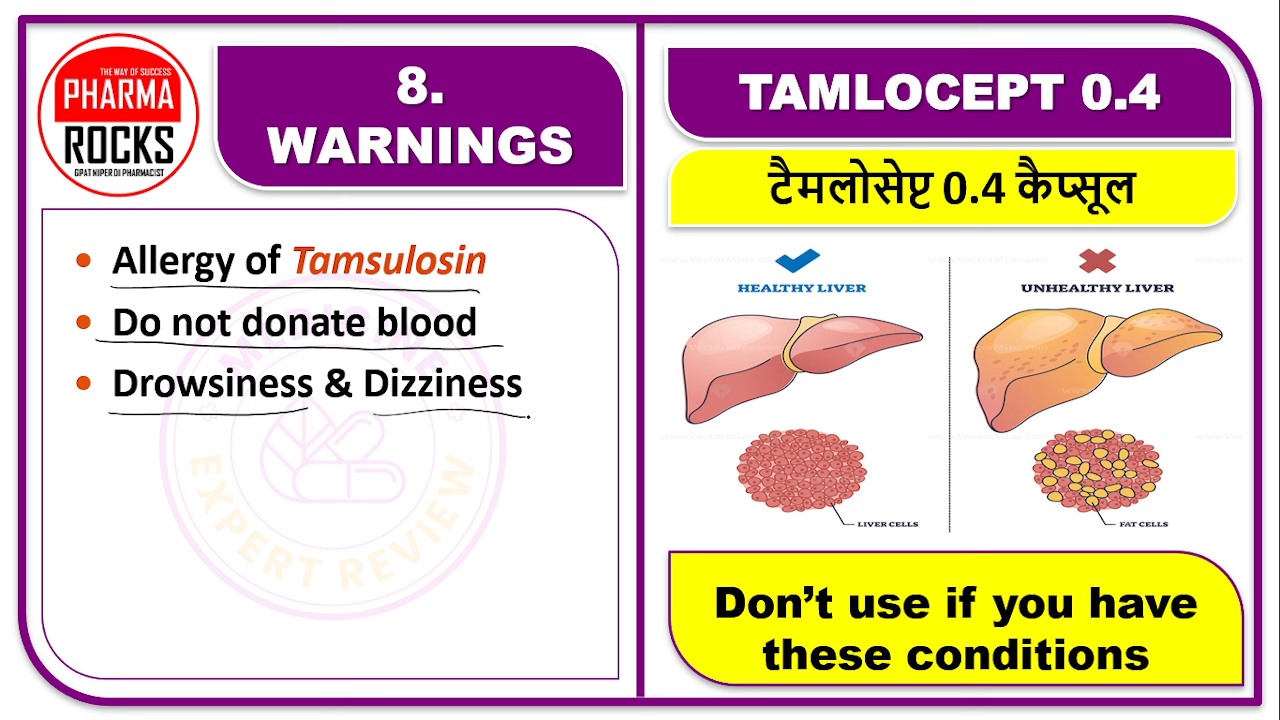 THE WAY OF SUCCESS
PHARMA
ROCKS
GPAT NIPER DI PHARMACIST
8.
WARNINGS
• Allergy of Tamsulosin
• Do not donate blood
• Drowsiness & Dizziness
EXPERT REVIEW
TAMLOCEPT 0.4
टैमलोसेप्ट 0.4 कैप्सूल
HEALTHY LIVER
UNHEALTHY LIVER
LIVER CELLS
FAT CELLS
Don’t use if you have
these conditions